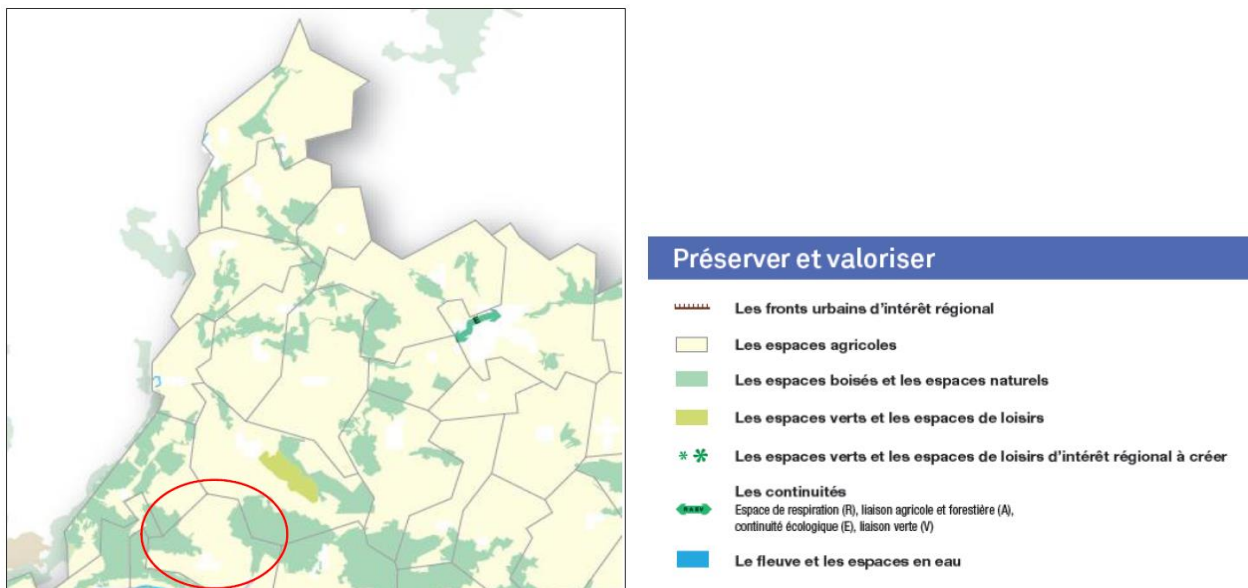 Préserver et valoriser
Les fronts urbains d'intérêt régional
Les espaces agricoles
Les espaces boisés et les espaces naturels
Les espaces verts et les espaces de loisirs
Les espaces verts et les espaces de loisirs d'intérêt régional à créer
Les continuités
R A E V
Espace de respiration (R), liaison agricole et forestière (A),
continuité écologique (E), liaison verte (V)
Le fleuve et les espaces en eau
E